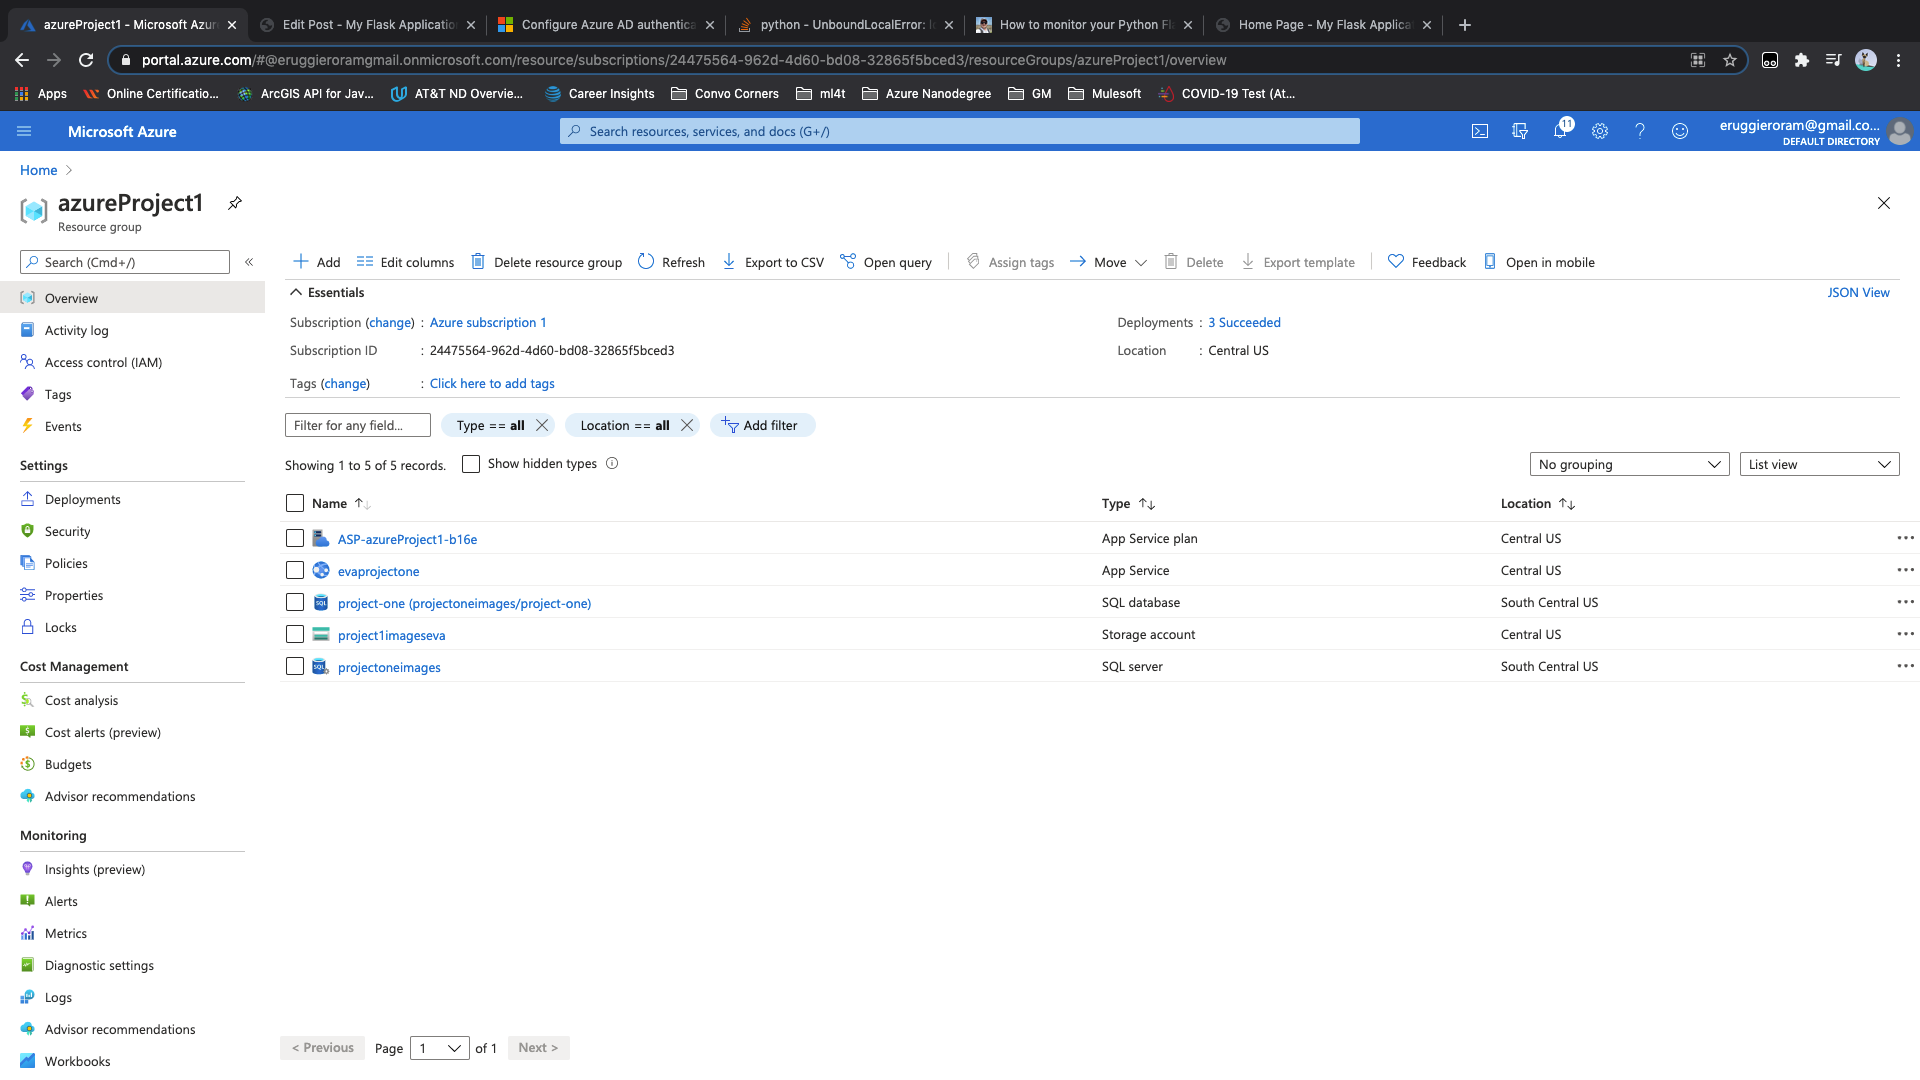 azureProject1 - Microsoft Azur
Edit Post - My Flask Application
Configure Azure AD authentica
python - UnboundLocalError: l
How to monitor your Python Fl
Home Page - My Flask Applica
portal.azure.com/#@eruggieroramgmail.onmicrosoft.com/resource/subscriptions/24475564-962d-4d60-bd08-32865f5bced3/resourceGroups/azureProject1/overview
Apps
Online Certificatio...
ArcGIS API for Jav...
AT&T ND Overvie...
Career Insights
Convo Corners
ml4t
Azure Nanodegree
GM
Mulesoft
COVID-19 Test (At...
Microsoft Azure
Search resources, services, and docs (G+/)
11
eruggieroram@gmail.co...
DEFAULT DIRECTORY
Home
azureProject1
Resource group
Search (Cmd+/)
«
Add
Edit columns
Delete resource group
Refresh
Export to CSV
Open query
Assign tags
Move
Delete
Export template
Feedback
Open in mobile
Overview
Activity log
Access control (IAM)
Tags
Events
Settings
Deployments
Security
Policies
Properties
Locks
Cost Management
Cost analysis
Cost alerts (preview)
Budgets
Advisor recommendations
Monitoring
Insights (preview)
Alerts
Metrics
Diagnostic settings
Logs
Advisor recommendations
Workbooks
Essentials
JSON View
Subscription (change) : Azure subscription 1
Deployments : 3 Succeeded
Subscription ID : 24475564-962d-4d60-bd08-32865f5bced3
Location : Central US
Tags (change) : Click here to add tags
Filter for any field...
Type == all
Location == all
Add filter
Showing 1 to 5 of 5 records.
Show hidden types
No grouping
List view
Name Type Location
ASP-azureProject1-b16e App Service plan Central US
evaprojectone App Service Central US
project-one (projectoneimages/project-one) SQL database South Central US
project1imageseva Storage account Central US
projectoneimages SQL server South Central US
< Previous Page 1 of 1 Next >